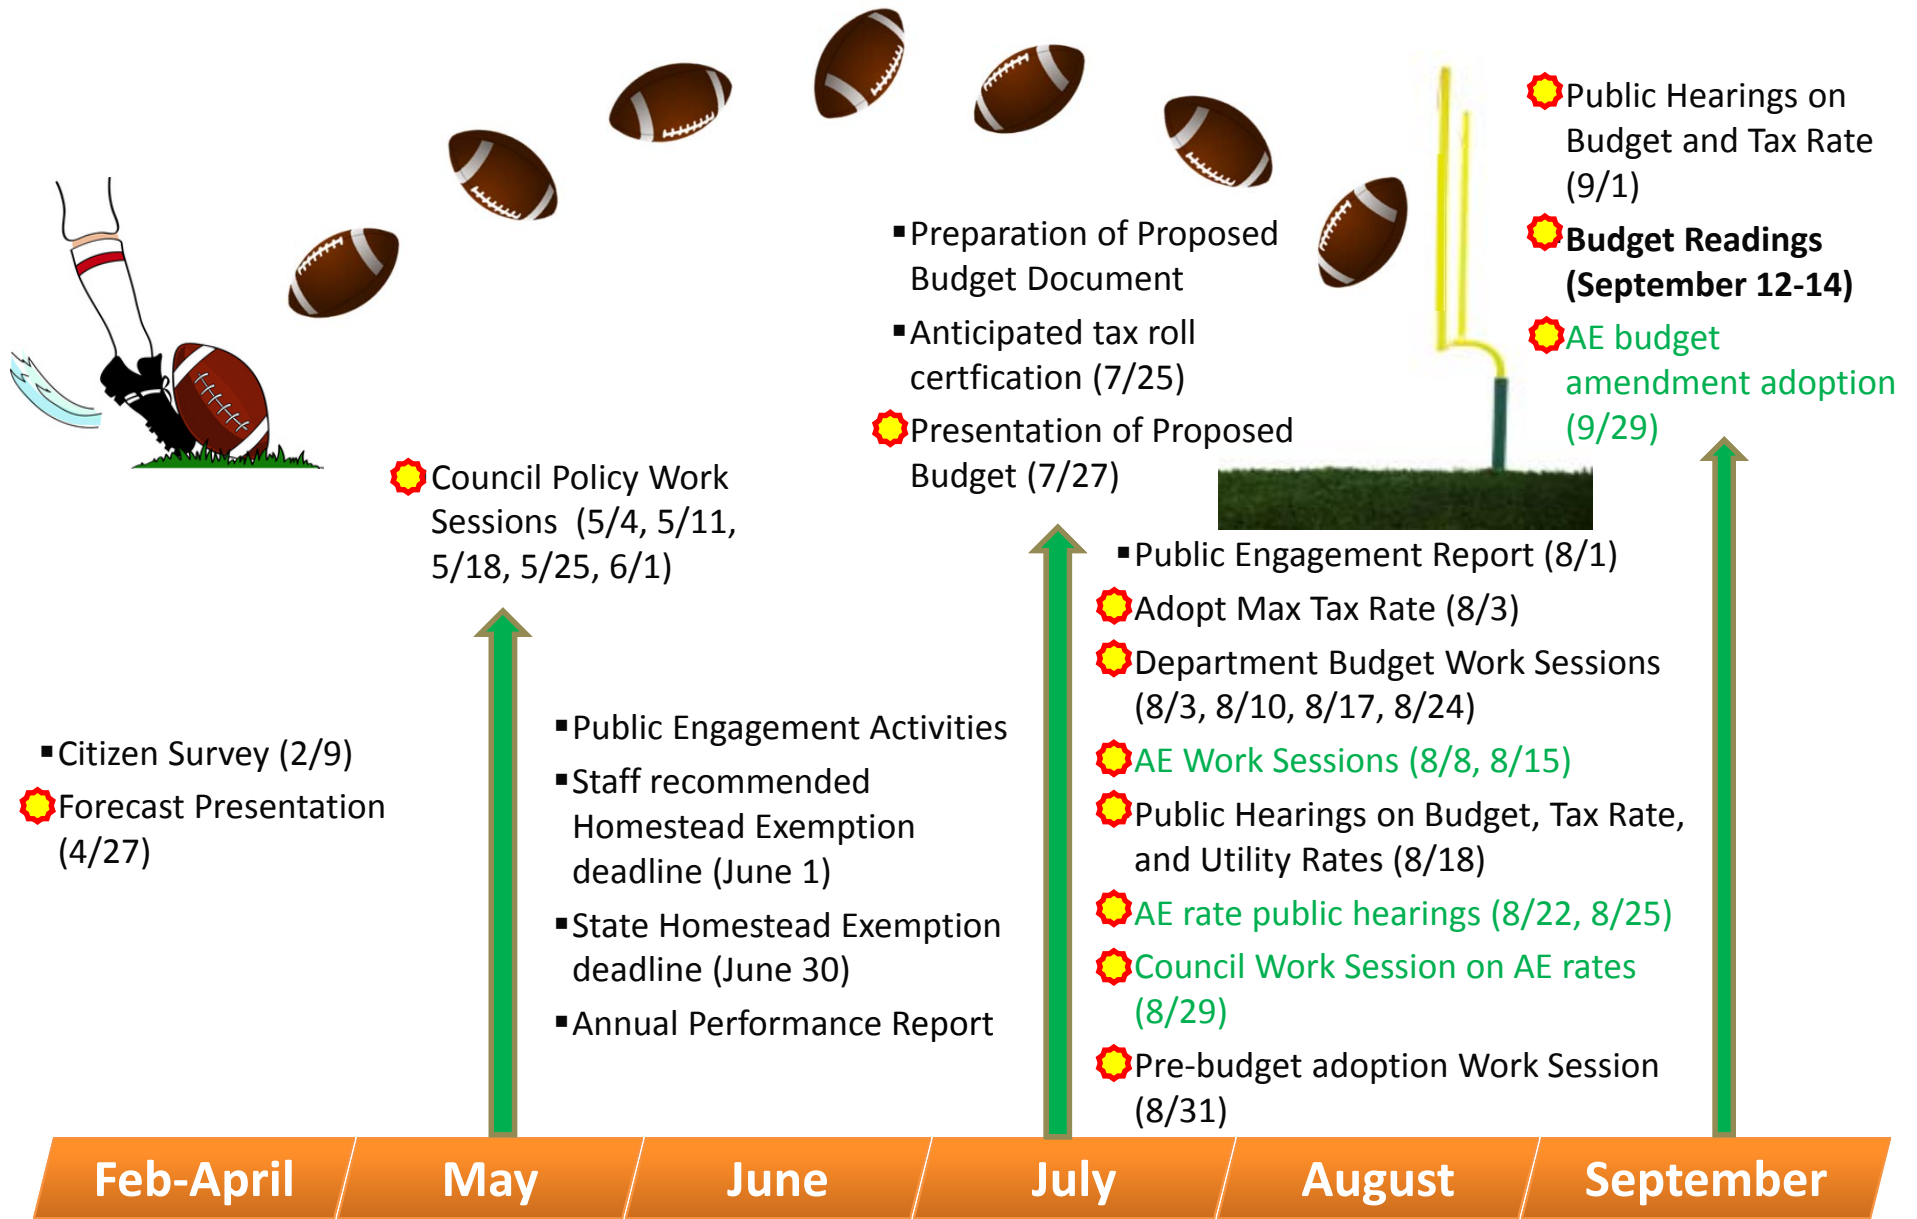 ▪Citizen Survey (2/9)
Forecast Presentation
(4/27)
Council Policy Work
Sessions (5/4, 5/11,
5/18, 5/25, 6/1)
▪Public Engagement Activities
▪Staff recommended
Homestead Exemption
deadline (June 1)
▪State Homestead Exemption
deadline (June 30)
▪Annual Performance Report
▪Preparation of Proposed
Budget Document
▪Anticipated tax roll
certfication (7/25)
Presentation of Proposed
Budget (7/27)
▪Public Engagement Report (8/1)
Adopt Max Tax Rate (8/3)
Department Budget Work Sessions
(8/3, 8/10, 8/17, 8/24)
AE Work Sessions (8/8, 8/15)
Public Hearings on Budget, Tax Rate,
and Utility Rates (8/18)
AE rate public hearings (8/22, 8/25)
Council Work Session on AE rates
(8/29)
Pre-budget adoption Work Session
(8/31)
Public Hearings on
Budget and Tax Rate
(9/1)
Budget Readings
(September 12-14)
AE budget
amendment adoption
(9/29)
Feb-April
May
June
July
August
September